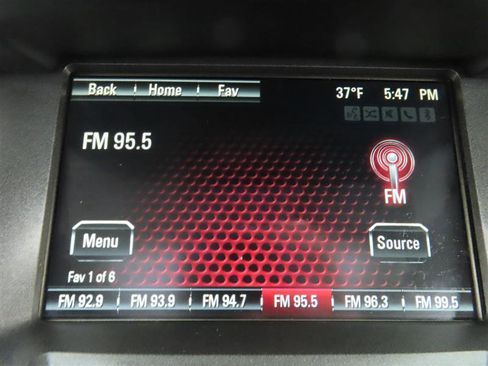 Back Home Fav 37°F 5:47 PM
FM 95.5
FM
Menu Source
Fav 1 of 6
FM 92.9 FM 93.9 FM 94.7 FM 95.5 FM 96.3 FM 99.5